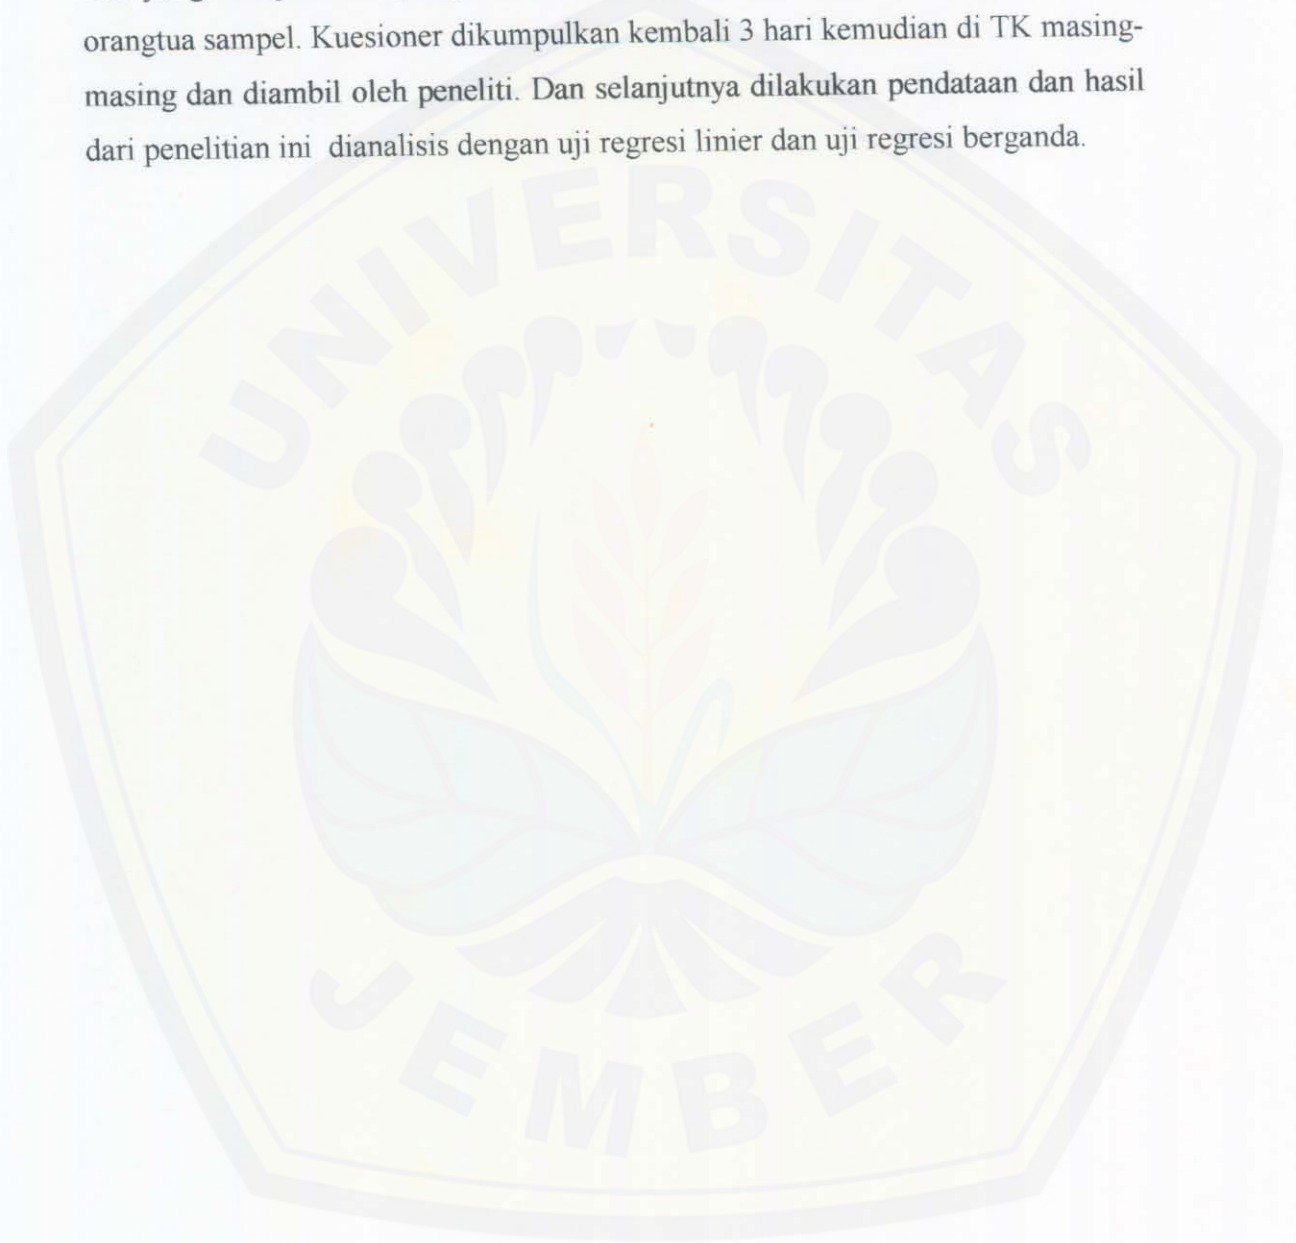 orangtua sampel. Kuesioner dikumpulkan kembali 3 hari kemudian di TK masing-
masing dan diambil oleh peneliti. Dan selanjutnya dilakukan pendataan dan hasil
dari penelitian ini dianalisis dengan uji regresi linier dan uji regresi berganda.
UNIVERSITAS
JEMBER